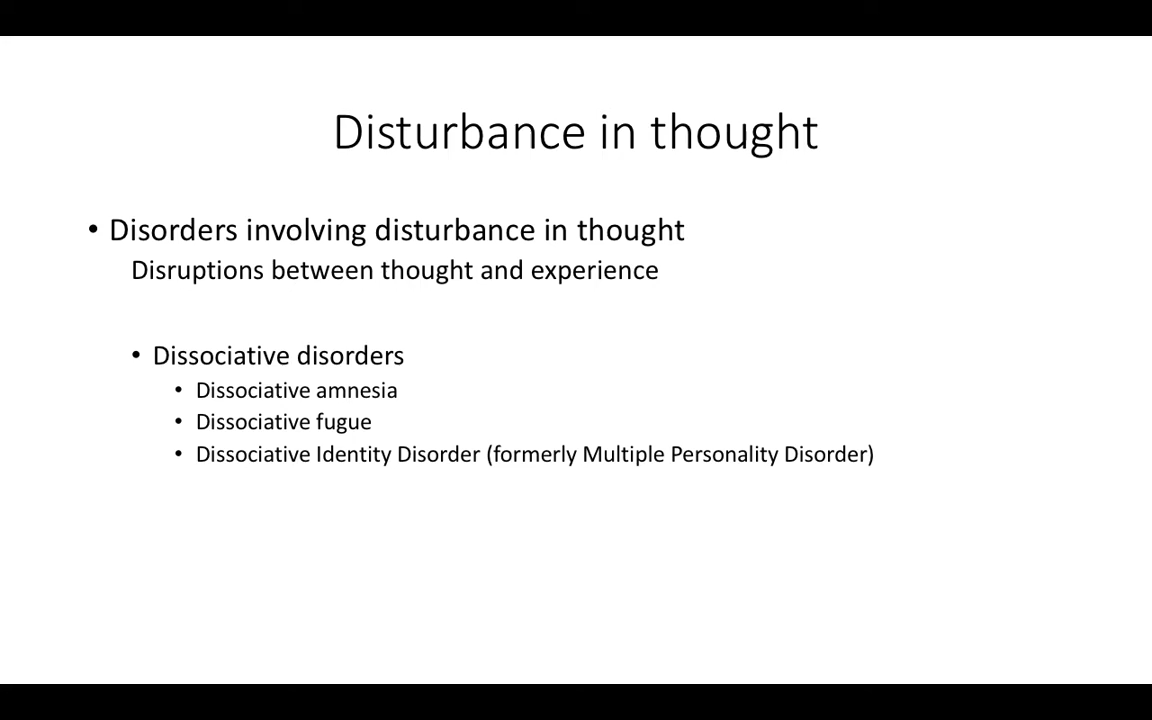 Disturbance in thought
• Disorders involving disturbance in thought
Disruptions between thought and experience
• Dissociative disorders
• Dissociative amnesia
• Dissociative fugue
• Dissociative Identity Disorder (formerly Multiple Personality Disorder)